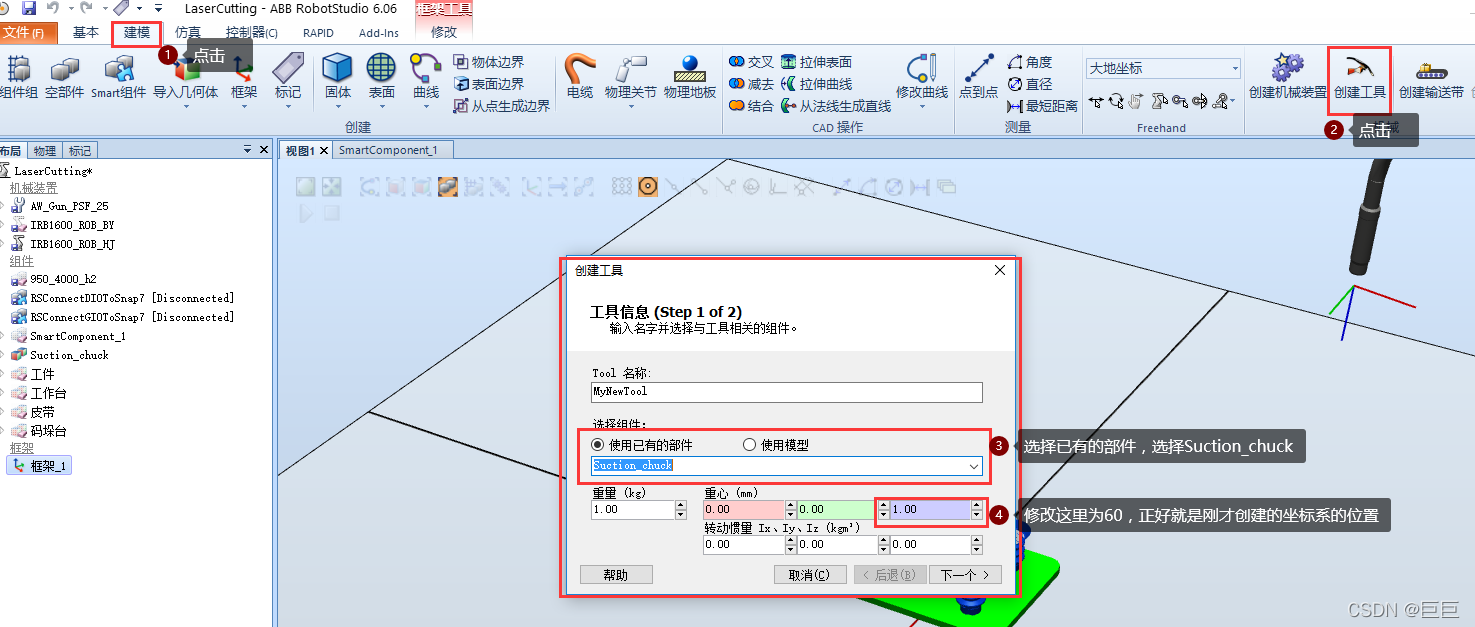 LaserCutting - ABB RobotStudio 6.06
框架工具
文件(F) 基本 建模 仿真 控制器(C) RAPID Add-Ins 修改
1 点击
组件组 空部件 Smart组件 导入几何体 框架 标记
固体 表面 曲线
物体边界
表面边界
从点生成边界
创建
电缆 物理关节 物理地板
交叉 拉伸表面
减去 拉伸曲线
结合 从法线生成直线
修改曲线
CAD 操作
点到点
角度
直径
最短距离
测量
大地坐标
Freehand
创建机械装置 创建工具 创建输送带
2 点击
布局 物理 标记
LaserCutting*
机械装置
AW_Gun_PSF_25
IRB1600_ROB_BY
IRB1600_ROB_HJ
组件
950_4000_h2
RSConnectDIOToSnap7 [Disconnected]
RSConnectGIOToSnap7 [Disconnected]
SmartComponent_1
Suction_chuck
工件
工作台
皮带
码垛台
框架
框架_1
视图1 SmartComponent_1
创建工具
工具信息 (Step 1 of 2)
输入名字并选择与工具相关的组件。
Tool 名称:
MyNewTool
选择组件:
使用已有的部件 使用模型
Suction_chuck
3 选择已有的部件，选择Suction_chuck
重量 (kg) 重心 (mm)
1.00 0.00 0.00 1.00
4 修改这里为60，正好就是刚才创建的坐标系的位置
转动惯量 Ix、Iy、Iz (kgm²)
0.00 0.00 0.00
帮助 取消(C) < 后退(B) 下一个 >
CSDN @巨巨